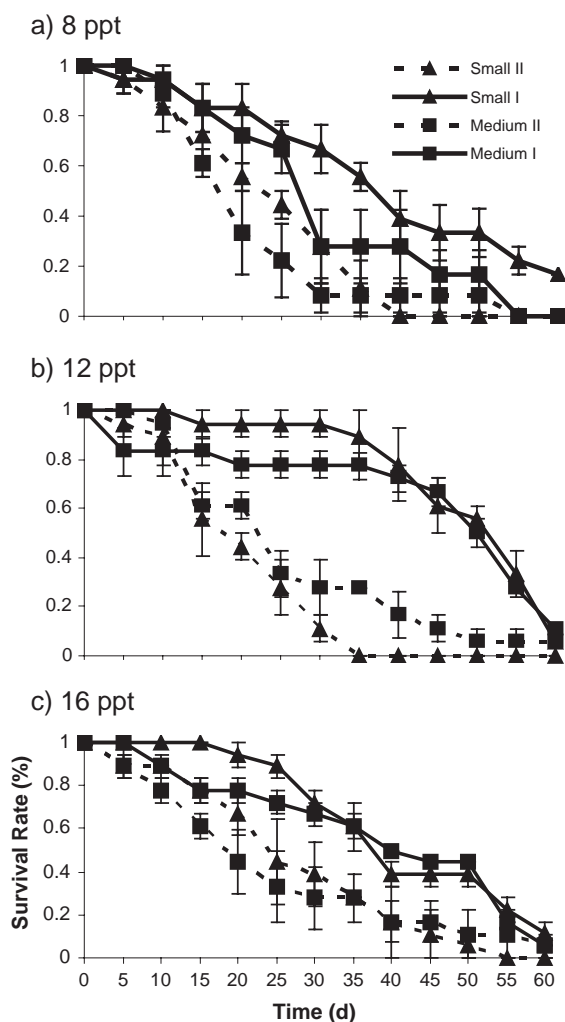 a) 8 ppt
1
0.8
0.6
0.4
0.2
0
Small II
Small I
Medium II
Medium I
b) 12 ppt
1
0.8
0.6
0.4
0.2
0
c) 16 ppt
1
0.8
0.6
0.4
0.2
0
Survival Rate (%)
0 5 10 15 20 25 30 35 40 45 50 55 60
Time (d)